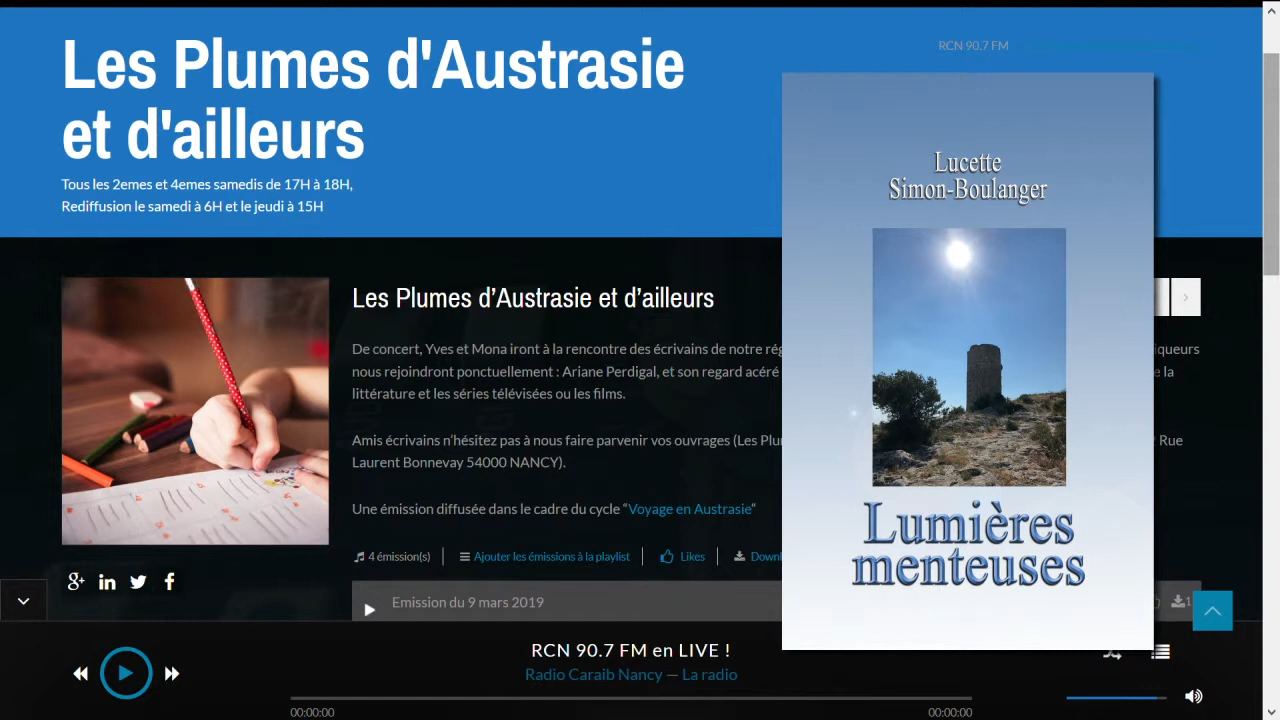 RCN 90.7 FM
Les Plumes d'Austrasie
et d'ailleurs
Tous les 2emes et 4emes samedis de 17H à 18H,
Rediffusion le samedi à 6H et le jeudi à 15H
Lucette
Simon-Boulanger
Lumières
menteuses
Les Plumes d’Austrasie et d’ailleurs
De concert, Yves et Mona iront à la rencontre des écrivains de notre
nous rejoindront ponctuellement : Ariane Perdigal, et son regard acéré
littérature et les séries télévisées ou les films.
Amis écrivains n’hésitez pas à nous faire parvenir vos ouvrages (Les Rue
Laurent Bonnevay 54000 NANCY).
Une émission diffusée dans le cadre du cycle “Voyage en Austrasie“
4 émission(s) Ajouter les émissions à la playlist Likes
Emission du 9 mars 2019
RCN 90.7 FM en LIVE !
Radio Caraib Nancy — La radio
00:00:00 00:00:00